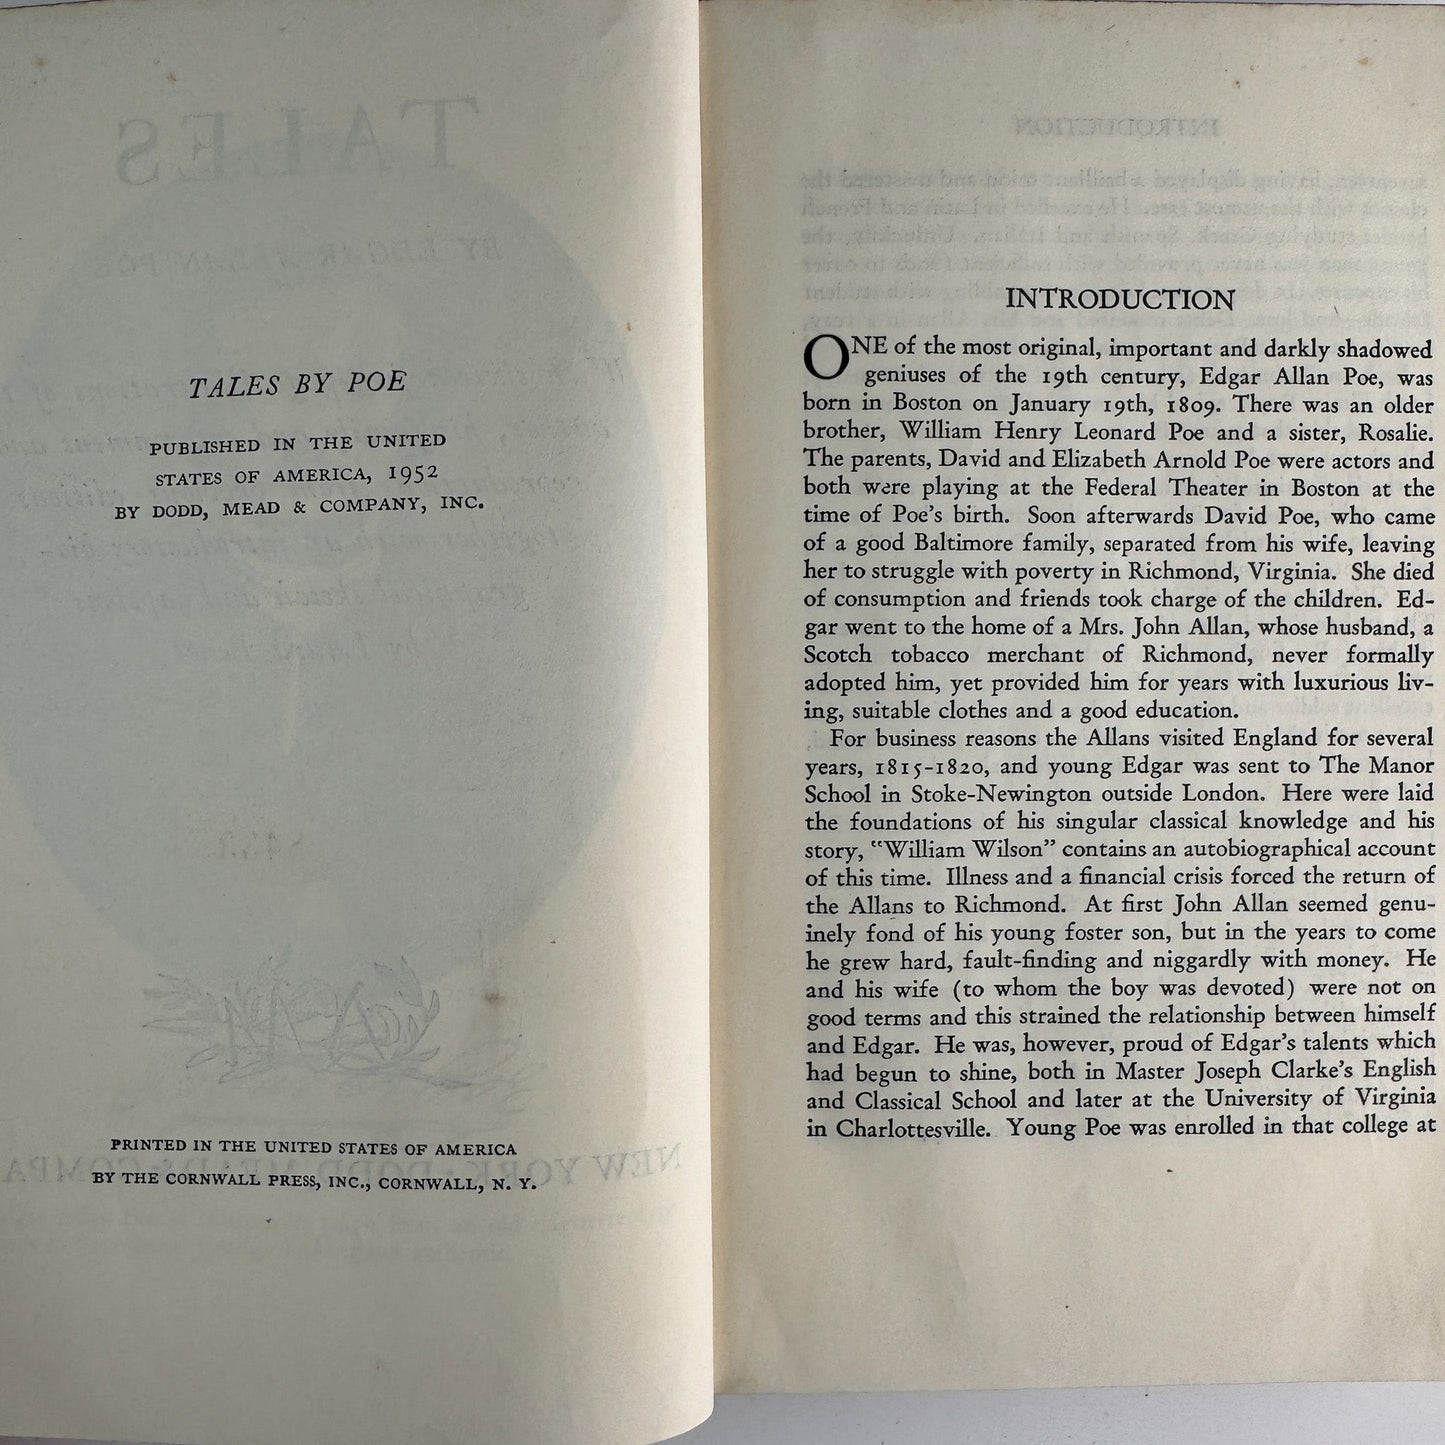 TALES BY POE
PUBLISHED IN THE UNITED
STATES OF AMERICA, 1952
BY DODD, MEAD & COMPANY, INC.
PRINTED IN THE UNITED STATES OF AMERICA
BY THE CORNWALL PRESS, INC., CORNWALL, N. Y.
INTRODUCTION
ONE of the most original, important and darkly shadowed
geniuses of the 19th century, Edgar Allan Poe, was
born in Boston on January 19th, 1809. There was an older
brother, William Henry Leonard Poe and a sister, Rosalie.
The parents, David and Elizabeth Arnold Poe were actors and
both were playing at the Federal Theater in Boston at the
time of Poe's birth. Soon afterwards David Poe, who came
of a good Baltimore family, separated from his wife, leaving
her to struggle with poverty in Richmond, Virginia. She died
of consumption and friends took charge of the children. Ed-
gar went to the home of a Mrs. John Allan, whose husband, a
Scotch tobacco merchant of Richmond, never formally
adopted him, yet provided him for years with luxurious liv-
ing, suitable clothes and a good education.
For business reasons the Allans visited England for several
years, 1815-1820, and young Edgar was sent to The Manor
School in Stoke-Newington outside London. Here were laid
the foundations of his singular classical knowledge and his
story, "William Wilson" contains an autobiographical account
of this time. Illness and a financial crisis forced the return of
the Allans to Richmond. At first John Allan seemed genu-
inely fond of his young foster son, but in the years to come
he grew hard, fault-finding and niggardly with money. He
and his wife (to whom the boy was devoted) were not on
good terms and this strained the relationship between himself
and Edgar. He was, however, proud of Edgar's talents which
had begun to shine, both in Master Joseph Clarke's English
and Classical School and later at the University of Virginia
in Charlottesville. Young Poe was enrolled in that college at